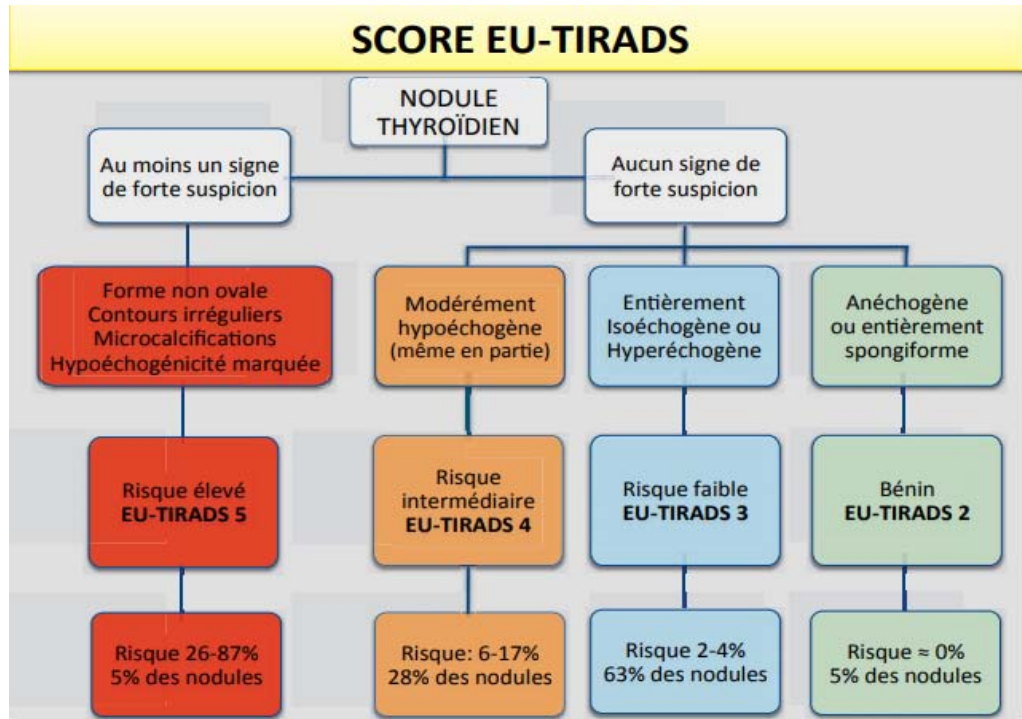 SCORE EU-TIRADS
NODULE
THYROÏDIEN
Au moins un signe
de forte suspicion
Aucun signe de
forte suspicion
Forme non ovale
Contours irréguliers
Microcalcifications
Hypoéchogénicité marquée
Modérément
hypoéchogène
(même en partie)
Entièrement
Isoéchogène ou
Hyperéchogène
Anéchogène
ou entièrement
spongiforme
Risque élevé
EU-TIRADS 5
Risque
intermédiaire
EU-TIRADS 4
Risque faible
EU-TIRADS 3
Bénin
EU-TIRADS 2
Risque 26-87%
5% des nodules
Risque: 6-17%
28% des nodules
Risque 2-4%
63% des nodules
Risque ≈ 0%
5% des nodules